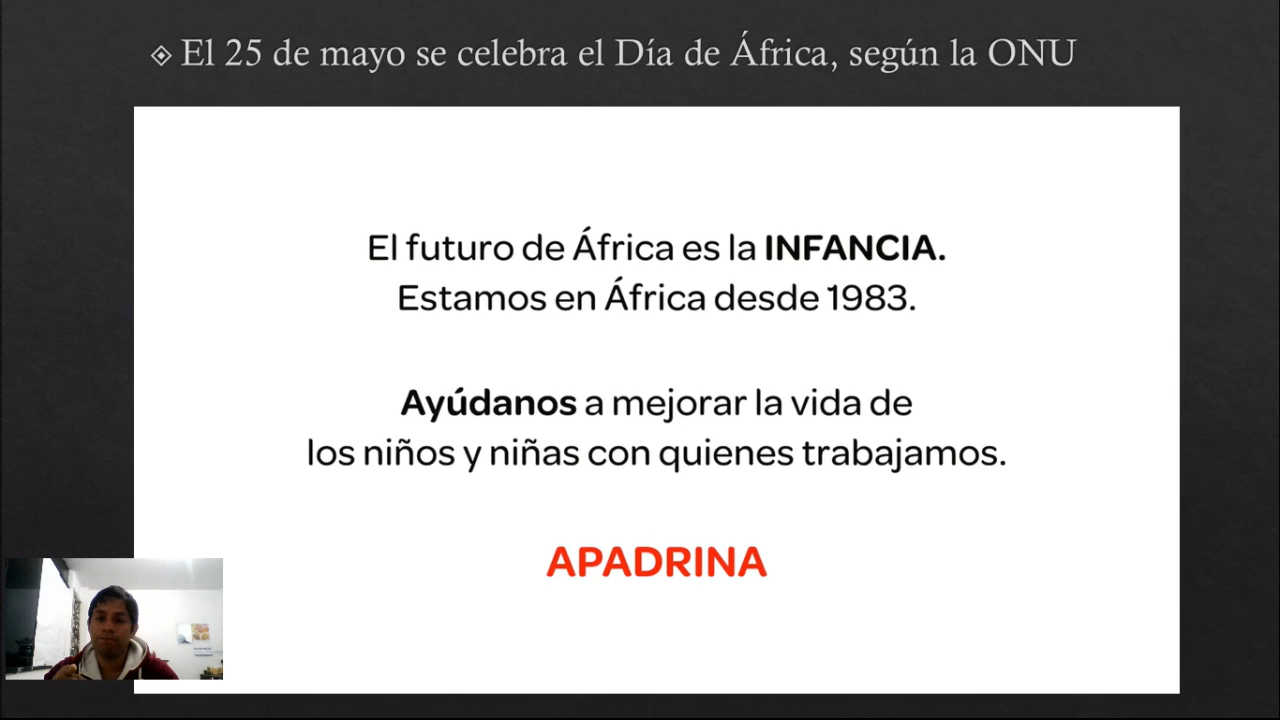 El 25 de mayo se celebra el Día de África, según la ONU
El futuro de África es la INFANCIA.
Estamos en África desde 1983.
Ayúdanos a mejorar la vida de
los niños y niñas con quienes trabajamos.
APADRINA